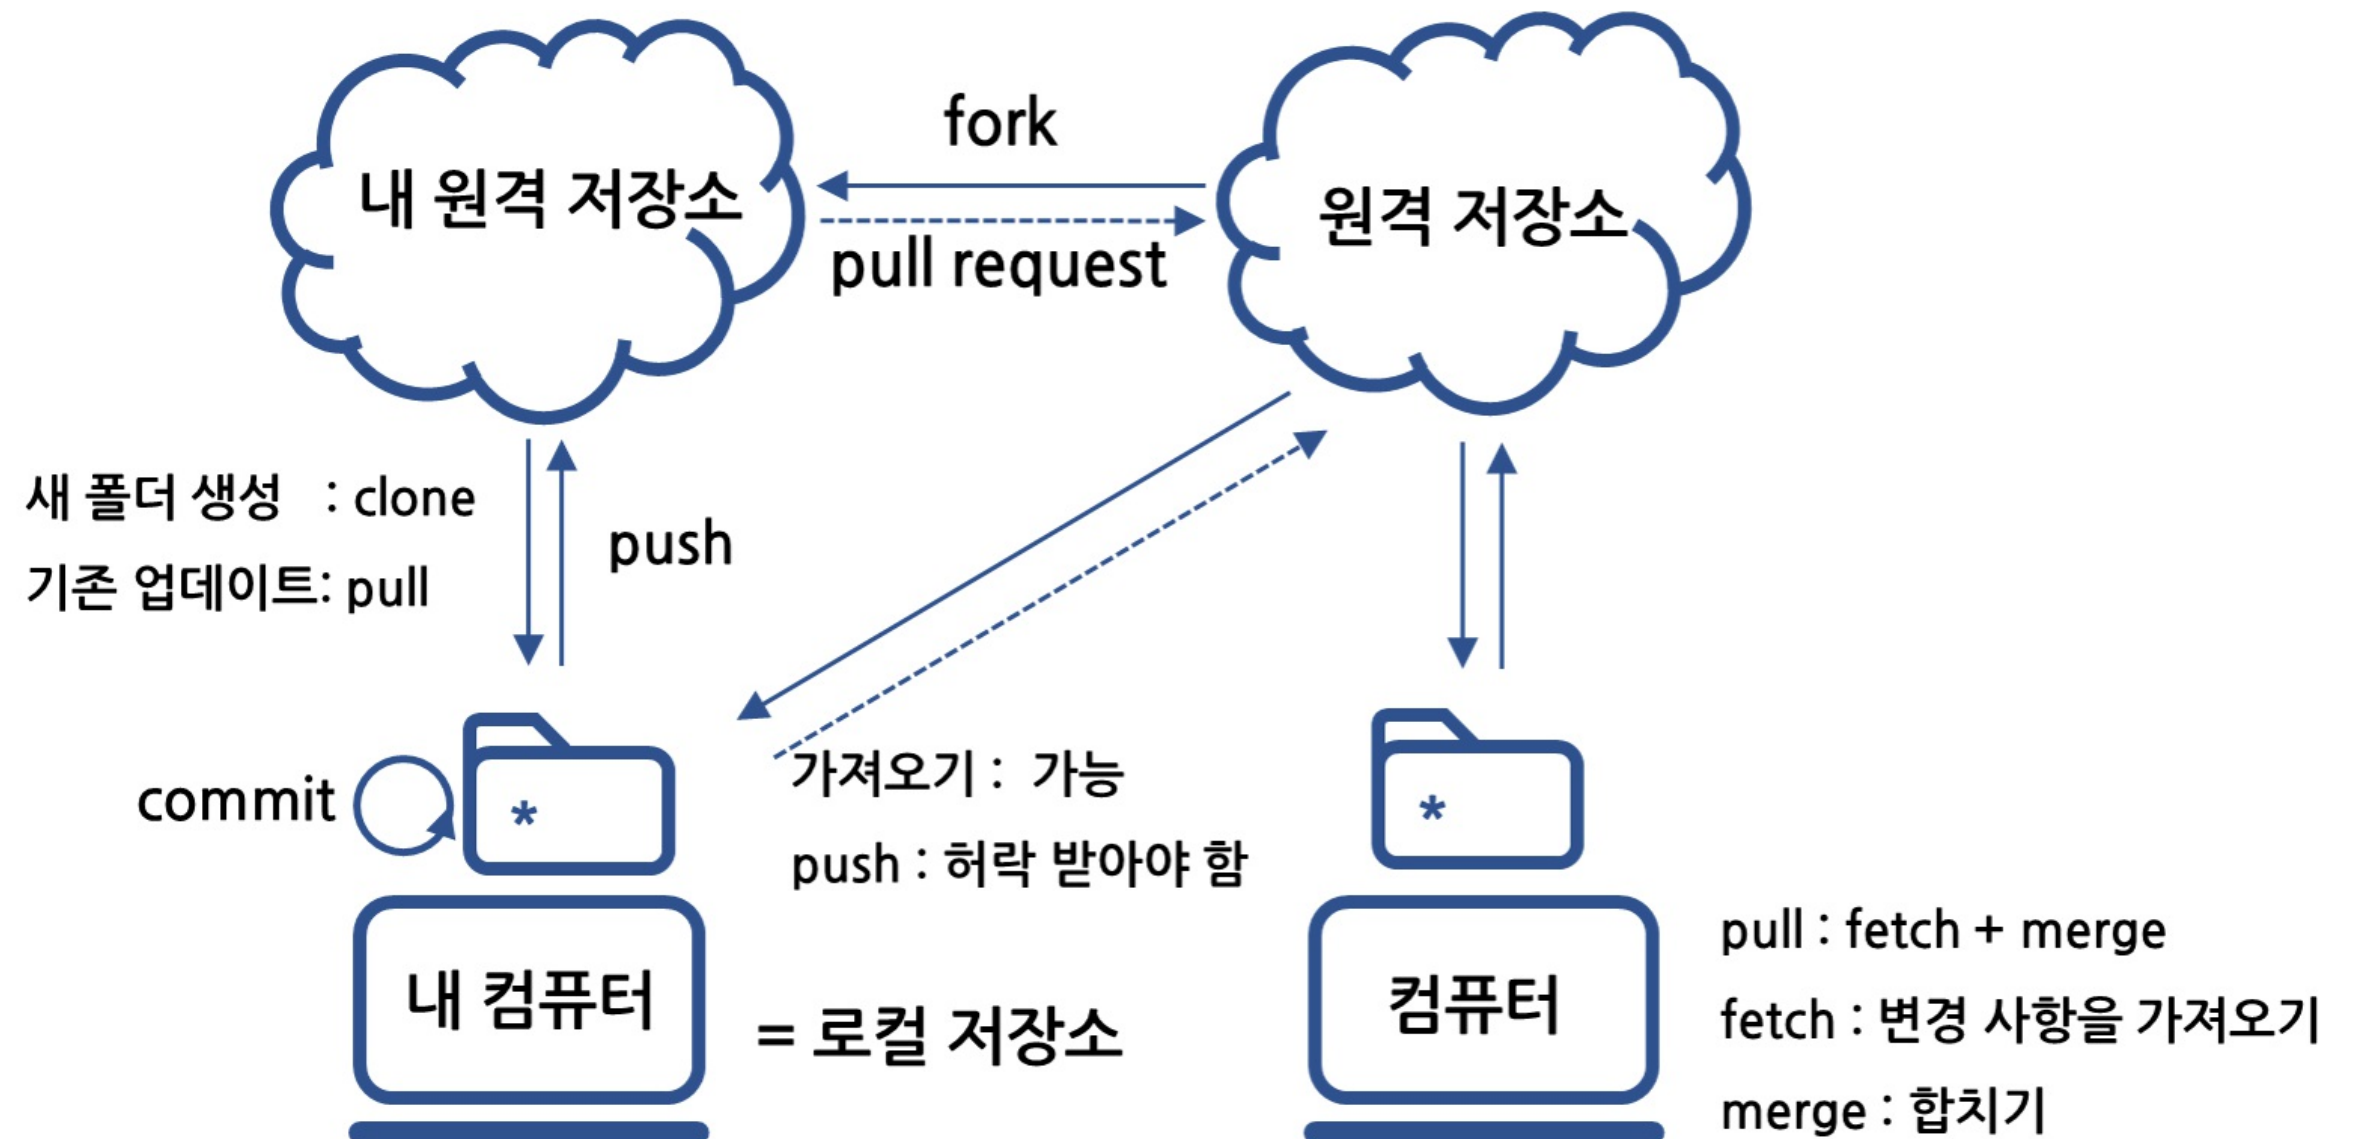 fork
내 원격 저장소
원격 저장소
pull request
새 폴더 생성 : clone
push
기존 업데이트: pull
가져오기 : 가능
commit
*
*
push : 허락 받아야 함
pull : fetch + merge
내 컴퓨터
컴퓨터
= 로컬 저장소
fetch : 변경 사항을 가져오기
merge : 합치기